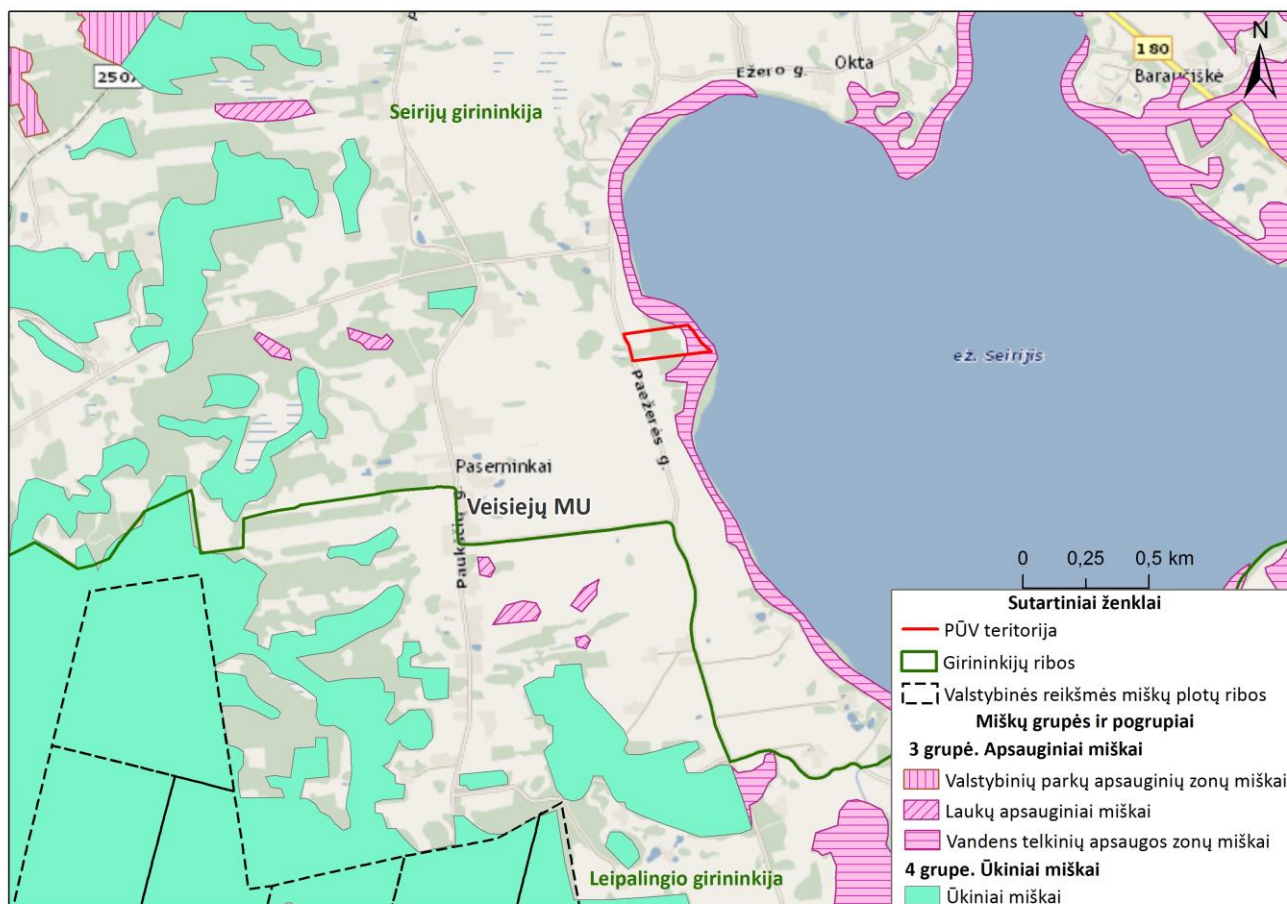 N
180
Okta
Ežero g.
Baraučiškė
250
Seirijų girininkija
ež. Seirijis
Paežerės g.
Paserninkai
Veisiejų MU
Paukščių g.
0 0,25 0,5 km
Leipalingio girininkija
Sutartiniai ženklai
PŪV teritorija
Girininkijų ribos
Valstybinės reikšmės miškų plotų ribos
Miškų grupės ir pogrupiai
3 grupė. Apsauginiai miškai
Valstybinių parkų apsauginių zonų miškai
Laukų apsauginiai miškai
Vandens telkinių apsaugos zonų miškai
4 grupe. Ūkiniai miškai
Ūkiniai miškai